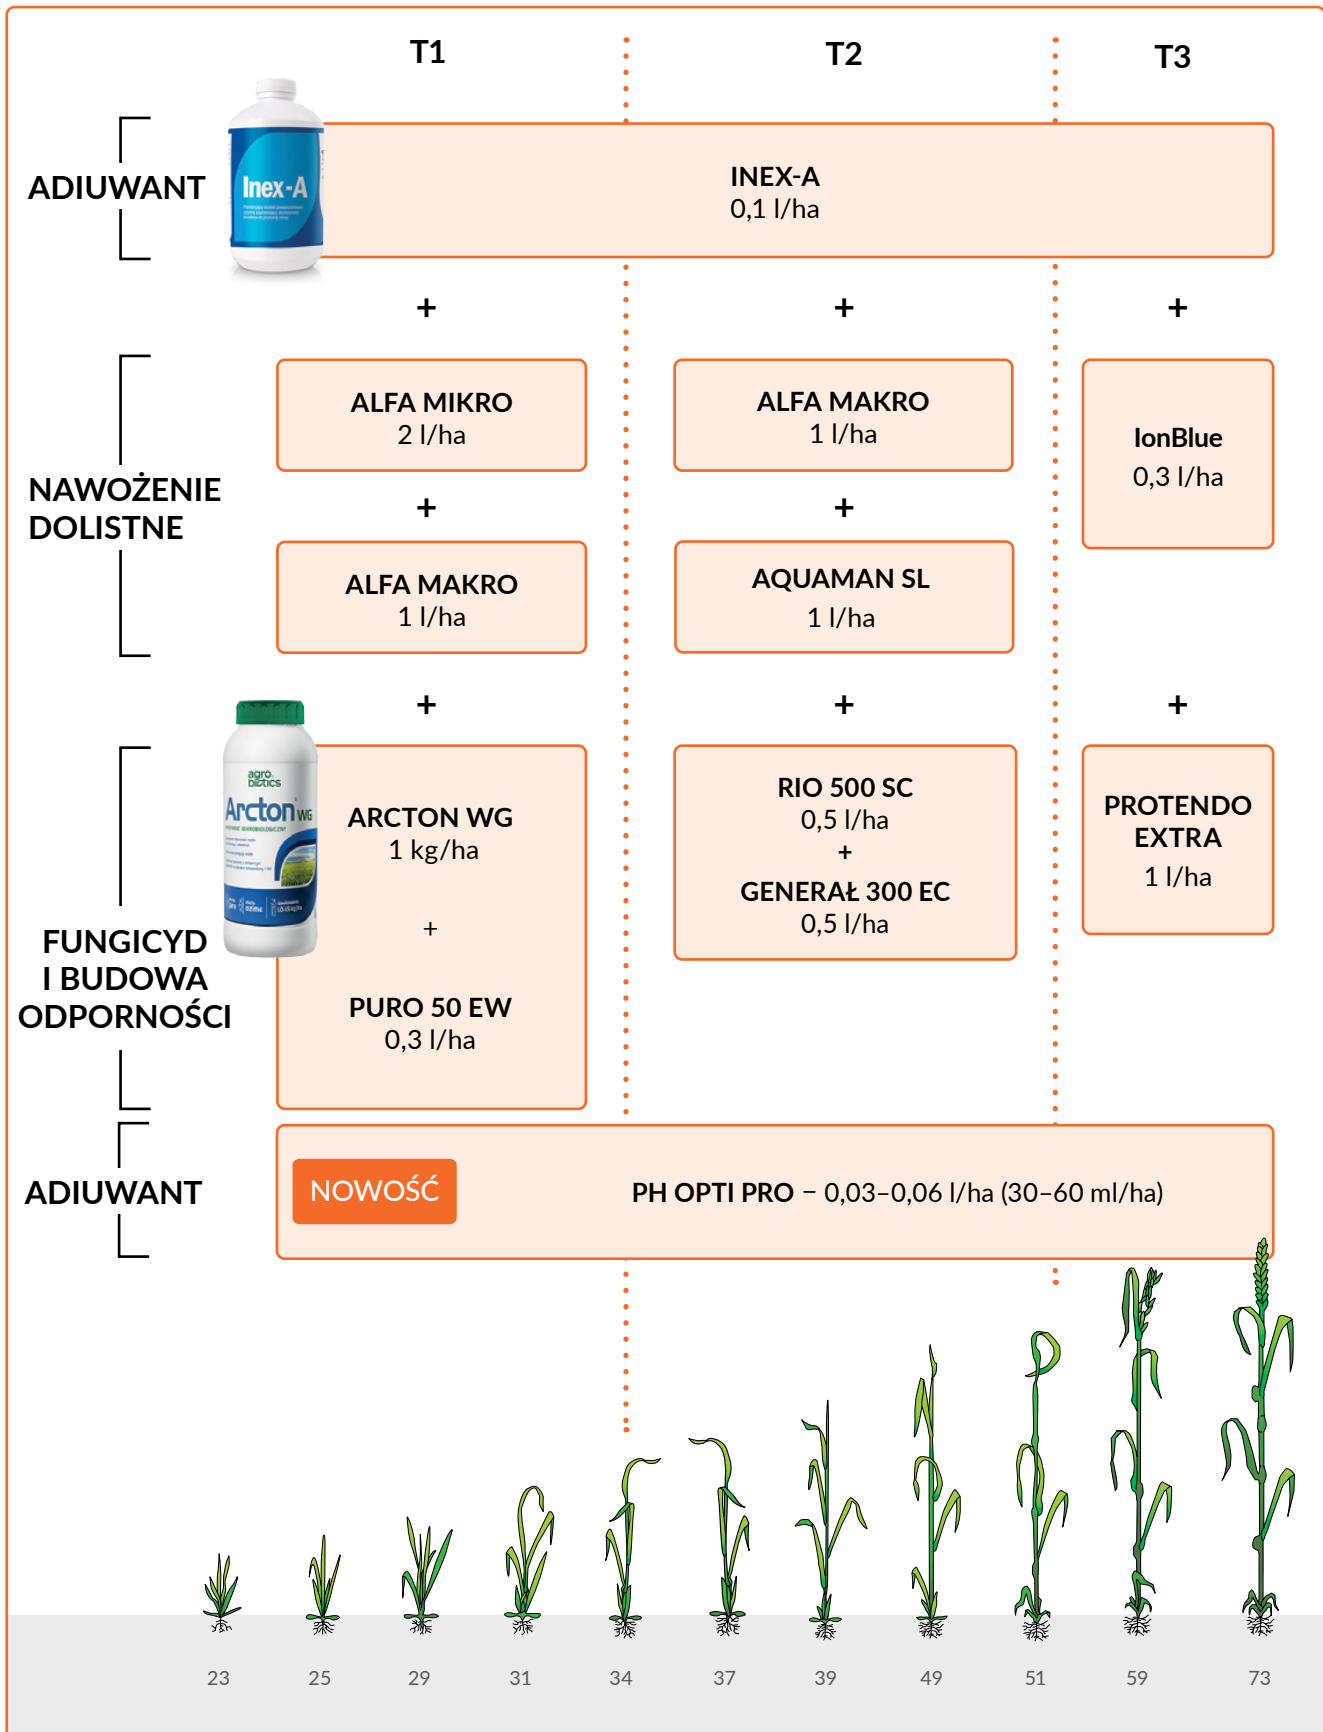 T1
T2
T3
ADIUWANT
Inex-A
INEX-A
0,1 l/ha
+
+
+
NAWOŻENIE
DOLISTNE
ALFA MIKRO
2 l/ha
ALFA MAKRO
1 l/ha
IonBlue
0,3 l/ha
+
+
ALFA MAKRO
1 l/ha
AQUAMAN SL
1 l/ha
+
+
+
FUNGICYD
I BUDOWA
ODPORNOŚCI
agro
biotics
Arcton WG
ARCTON WG
1 kg/ha
+
PURO 50 EW
0,3 l/ha
RIO 500 SC
0,5 l/ha
+
GENERAŁ 300 EC
0,5 l/ha
PROTENDO
EXTRA
1 l/ha
ADIUWANT
NOWOŚĆ
PH OPTI PRO – 0,03–0,06 l/ha (30–60 ml/ha)
23 25 29 31 34 37 39 49 51 59 73